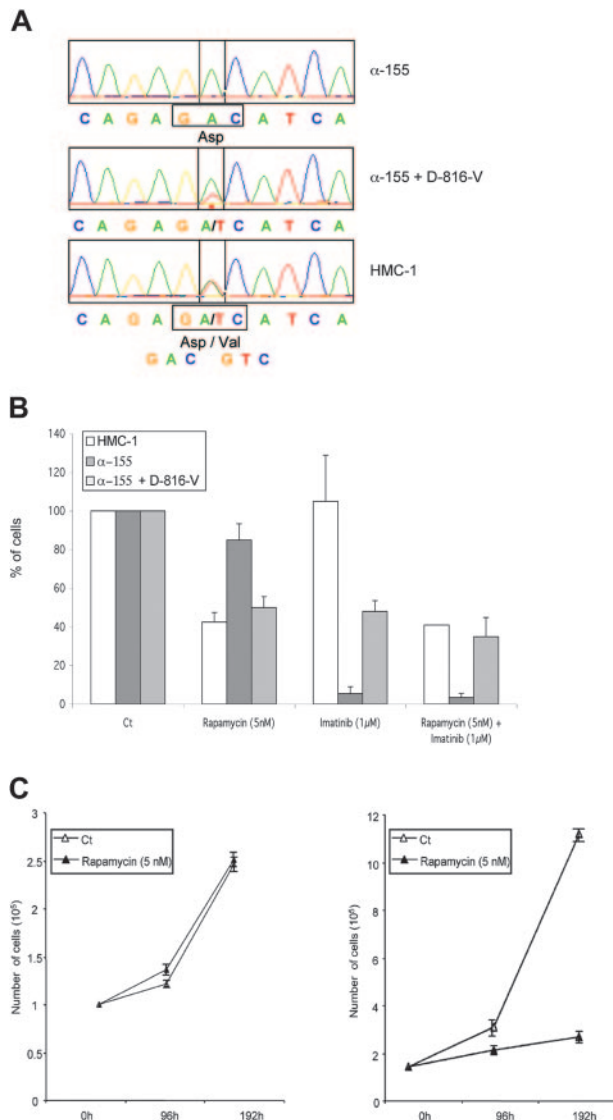 A
α-155
C A G A G A C A T C A
Asp
α-155 + D-816-V
C A G A G A/T C A T C A
HMC-1
C A G A G A/T C A T C A
Asp / Val
G A C G T C
B
140
120
100
80
60
40
20
0
% of cells
HMC-1
α-155
α-155 + D-816-V
Ct
Rapamycin (5nM)
Imatinib (1µM)
Rapamycin (5nM) +
Imatinib (1µM)
C
3
2.5
2
1.5
1
0.5
0
Number of cells (10⁵)
Ct
Rapamycin (5 nM)
0h
96h
192h
12
10
8
6
4
2
0
Number of cells (10⁵)
Ct
Rapamycin (5 nM)
0h
96h
192h